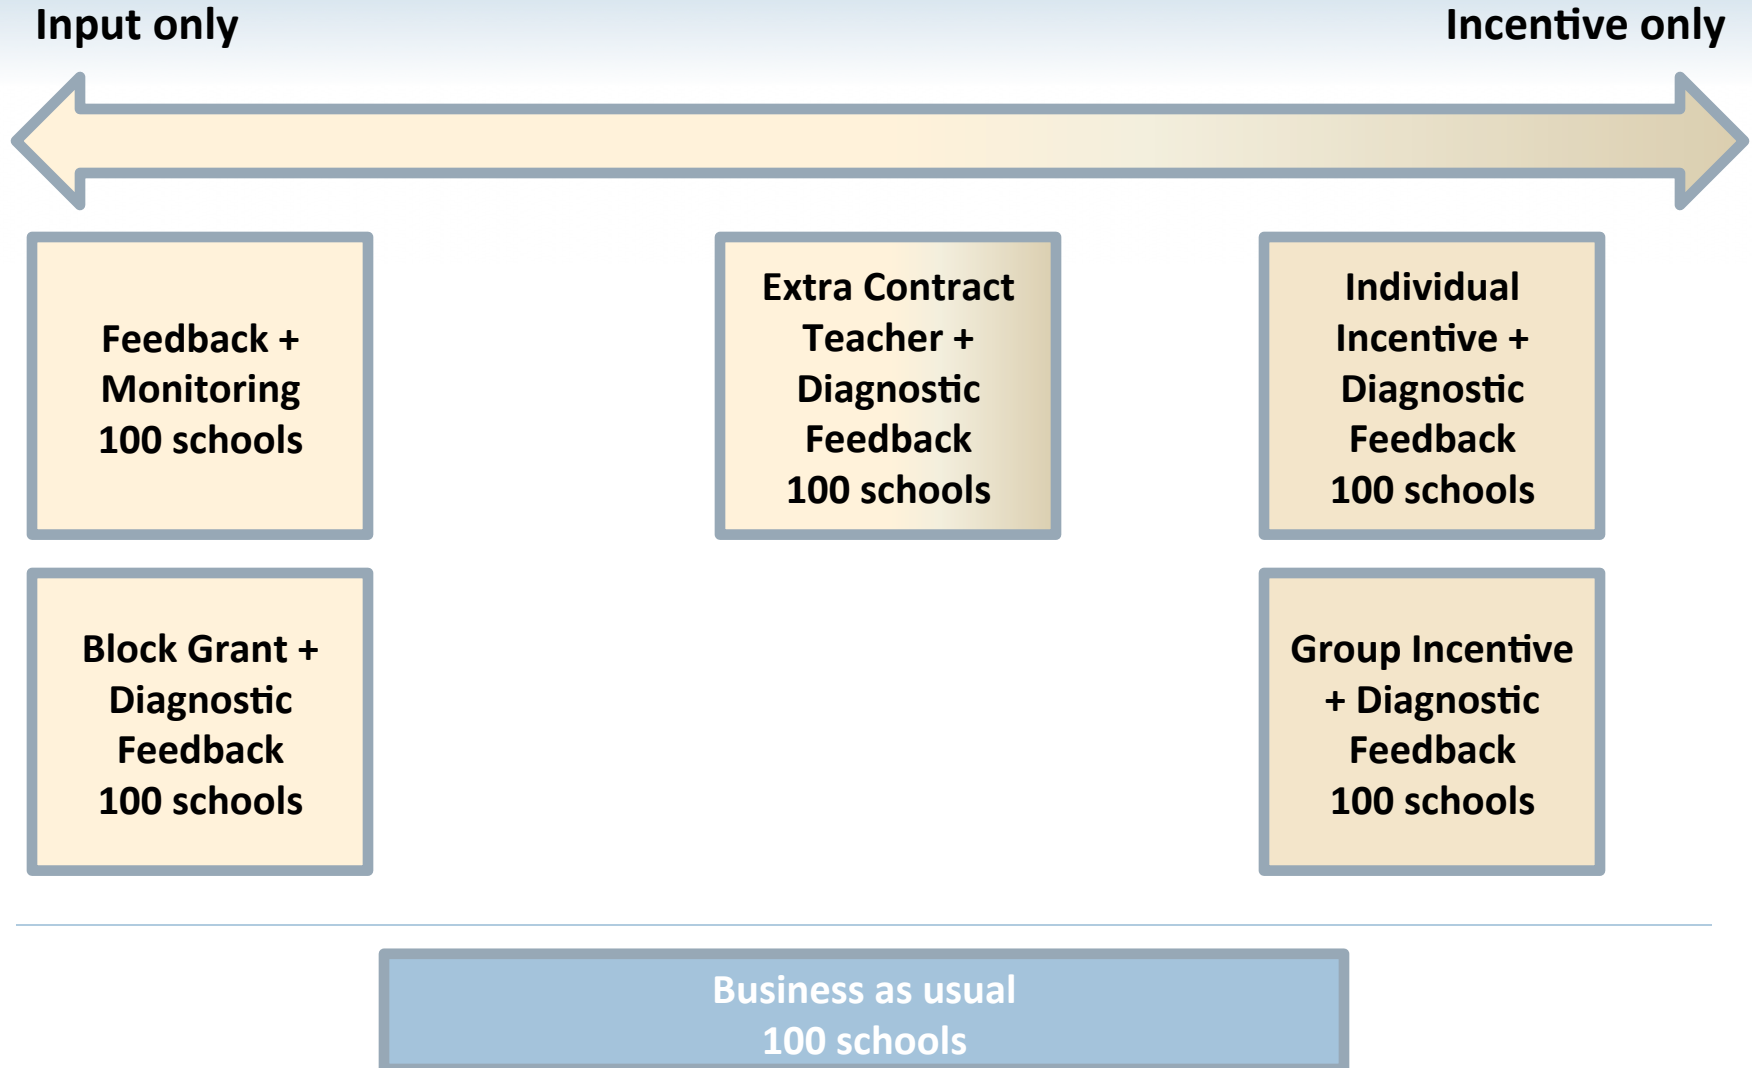 Input only
Incentive only
Feedback +
Monitoring
100 schools
Extra Contract
Teacher +
Diagnostic
Feedback
100 schools
Individual
Incentive +
Diagnostic
Feedback
100 schools
Block Grant +
Diagnostic
Feedback
100 schools
Group Incentive
+ Diagnostic
Feedback
100 schools
Business as usual
100 schools